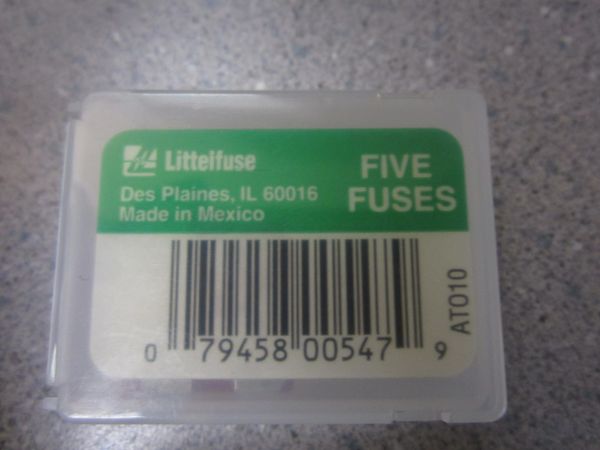 Littelfuse
Des Plaines, IL 60016
Made in Mexico
FIVE
FUSES
0 79458 00547 9
ATO10